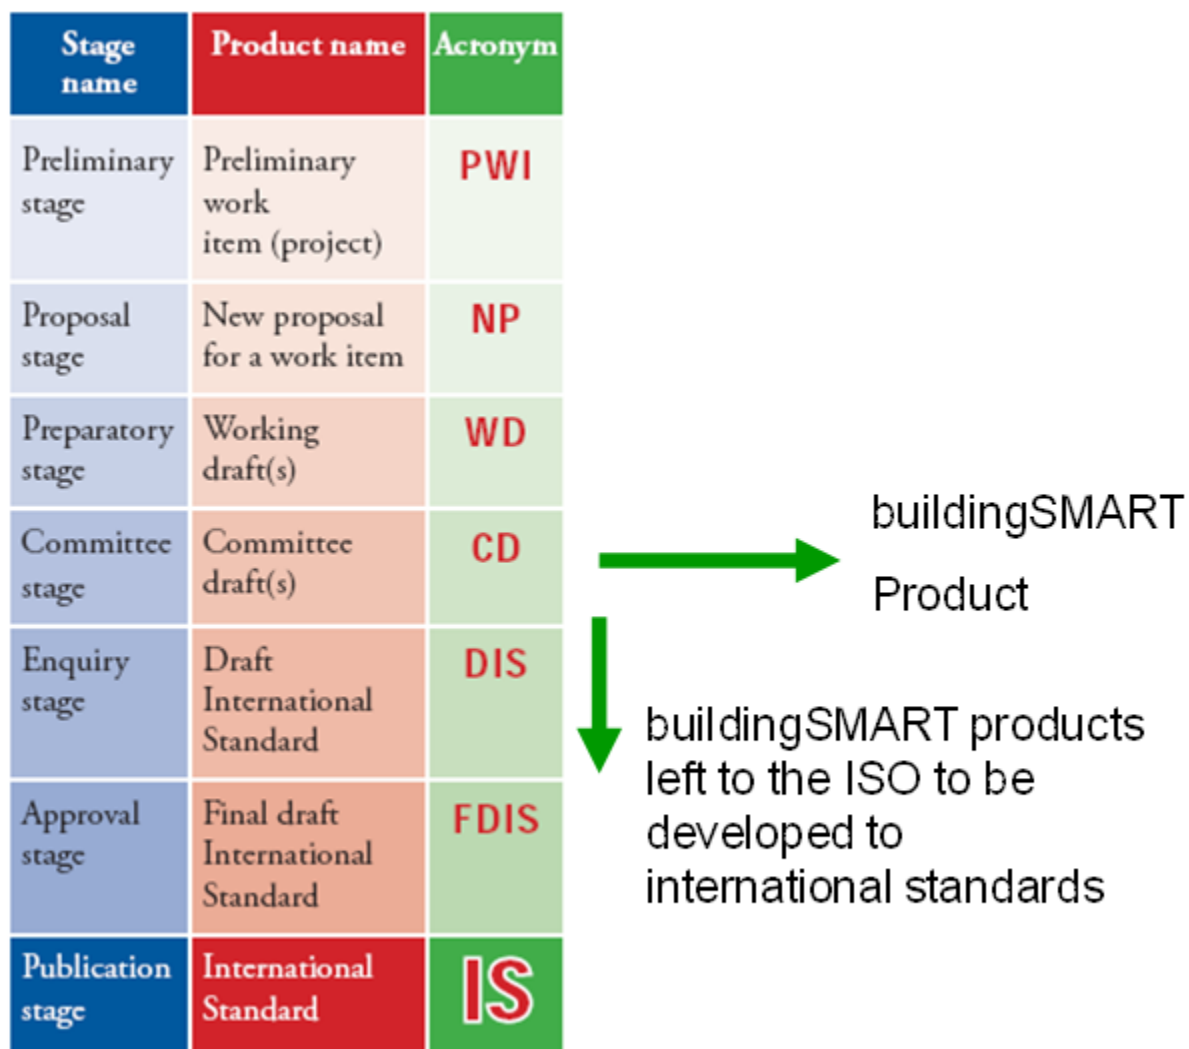 Stage
name
Product name
Acronym
Preliminary
stage
Preliminary
work
item (project)
PWI
Proposal
stage
New proposal
for a work item
NP
Preparatory
stage
Working
draft(s)
WD
Committee
stage
Committee
draft(s)
CD
Enquiry
stage
Draft
International
Standard
DIS
Approval
stage
Final draft
International
Standard
FDIS
Publication
stage
International
Standard
IS
buildingSMART
Product
buildingSMART products
left to the ISO to be
developed to
international standards